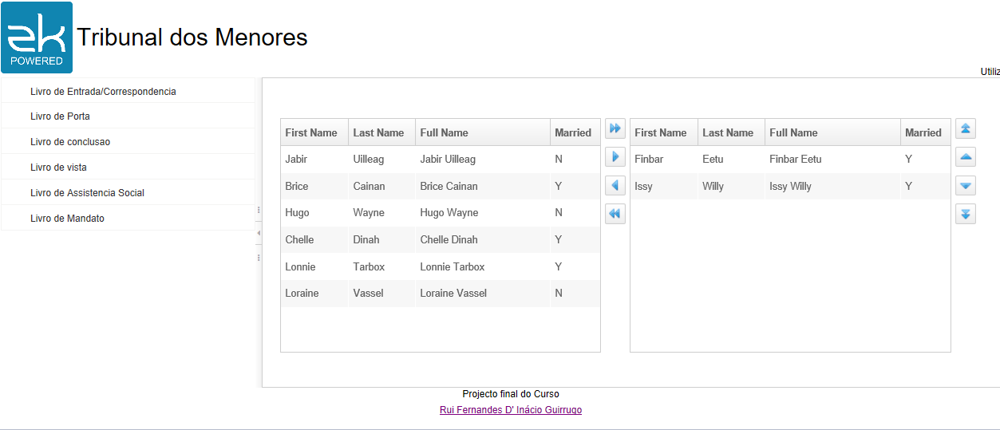 zk
POWERED
Tribunal dos Menores
Utiliz
Livro de Entrada/Correspondencia
Livro de Porta
Livro de conclusao
Livro de vista
Livro de Assistencia Social
Livro de Mandato
First Name Last Name Full Name Married
Jabir Uilleag Jabir Uilleag N
Brice Cainan Brice Cainan Y
Hugo Wayne Hugo Wayne N
Chelle Dinah Chelle Dinah Y
Lonnie Tarbox Lonnie Tarbox Y
Loraine Vassel Loraine Vassel N
First Name Last Name Full Name Married
Finbar Eetu Finbar Eetu Y
Issy Willy Issy Willy Y
Projecto final do Curso
Rui Fernandes D' Inácio Guirrugo